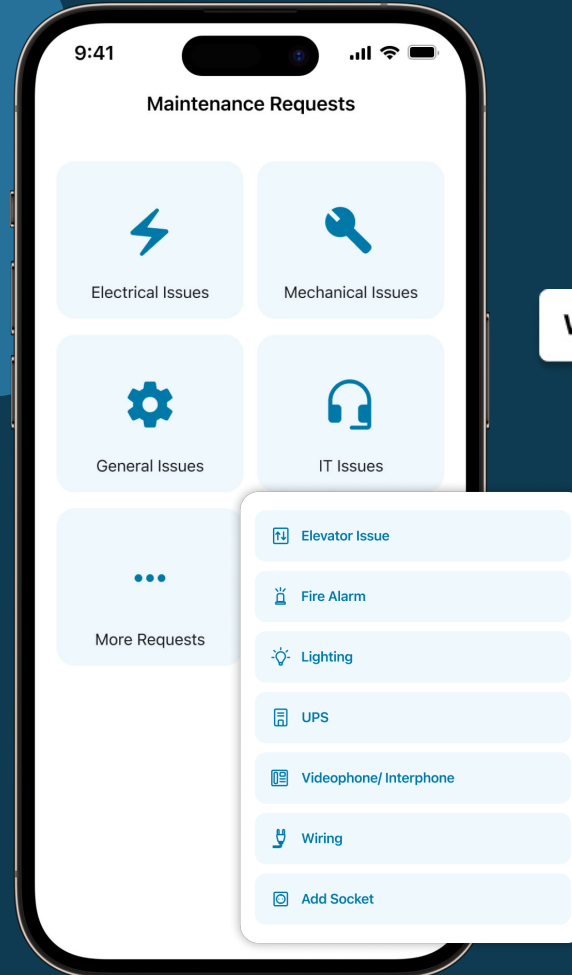 9:41
Maintenance Requests
Electrical Issues
Mechanical Issues
General Issues
IT Issues
More Requests
Elevator Issue
Fire Alarm
Lighting
UPS
Videophone/ Interphone
Wiring
Add Socket